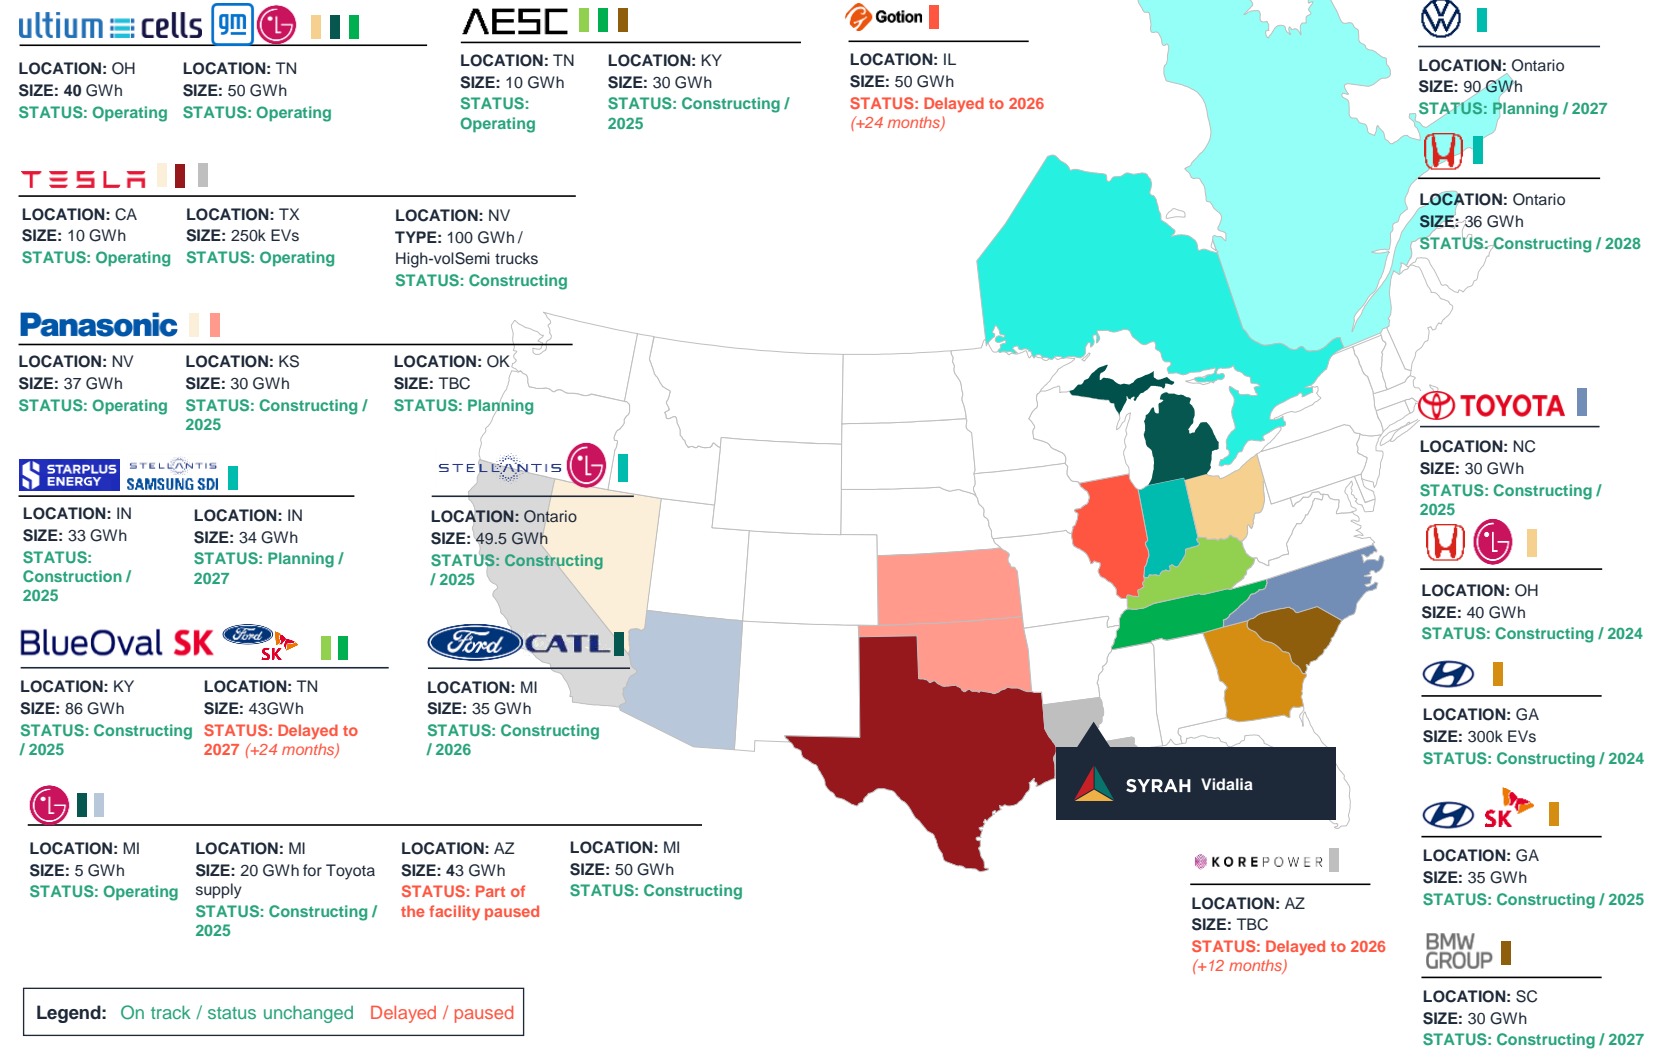 ultium cells gm LG
LOCATION: OH
SIZE: 40 GWh
STATUS: Operating
LOCATION: TN
SIZE: 50 GWh
STATUS: Operating
AESC
LOCATION: TN
SIZE: 10 GWh
STATUS:
Operating
LOCATION: KY
SIZE: 30 GWh
STATUS: Constructing /
2025
Gotion
LOCATION: IL
SIZE: 50 GWh
STATUS: Delayed to 2026
(+24 months)
LOCATION: Ontario
SIZE: 90 GWh
STATUS: Planning / 2027
LOCATION: Ontario
SIZE: 36 GWh
STATUS: Constructing / 2028
TESLA
LOCATION: CA
SIZE: 10 GWh
STATUS: Operating
LOCATION: TX
SIZE: 250k EVs
STATUS: Operating
LOCATION: NV
TYPE: 100 GWh /
High-volSemi trucks
STATUS: Constructing
Panasonic
LOCATION: NV
SIZE: 37 GWh
STATUS: Operating
LOCATION: KS
SIZE: 30 GWh
STATUS: Constructing /
2025
LOCATION: OK
SIZE: TBC
STATUS: Planning
TOYOTA
LOCATION: NC
SIZE: 30 GWh
STATUS: Constructing /
2025
STARPLUS
ENERGY
STELLANTIS
SAMSUNG SDI
LOCATION: IN
SIZE: 33 GWh
STATUS:
Construction /
2025
LOCATION: IN
SIZE: 34 GWh
STATUS: Planning /
2027
STELLANTIS LG
LOCATION: Ontario
SIZE: 49.5 GWh
STATUS: Constructing
/ 2025
LG
LOCATION: OH
SIZE: 40 GWh
STATUS: Constructing / 2024
BlueOval SK Ford SK
LOCATION: KY
SIZE: 86 GWh
STATUS: Constructing
/ 2025
LOCATION: TN
SIZE: 43GWh
STATUS: Delayed to
2027 (+24 months)
Ford CATL
LOCATION: MI
SIZE: 35 GWh
STATUS: Constructing
/ 2026
LOCATION: GA
SIZE: 300k EVs
STATUS: Constructing / 2024
SYRAH Vidalia
LG
LOCATION: MI
SIZE: 5 GWh
STATUS: Operating
LOCATION: MI
SIZE: 20 GWh for Toyota
supply
STATUS: Constructing /
2025
LOCATION: AZ
SIZE: 43 GWh
STATUS: Part of
the facility paused
LOCATION: MI
SIZE: 50 GWh
STATUS: Constructing
SK
LOCATION: GA
SIZE: 35 GWh
STATUS: Constructing / 2025
KOREPOWER
LOCATION: AZ
SIZE: TBC
STATUS: Delayed to 2026
(+12 months)
BMW
GROUP
LOCATION: SC
SIZE: 30 GWh
STATUS: Constructing / 2027
Legend: On track / status unchanged Delayed / paused